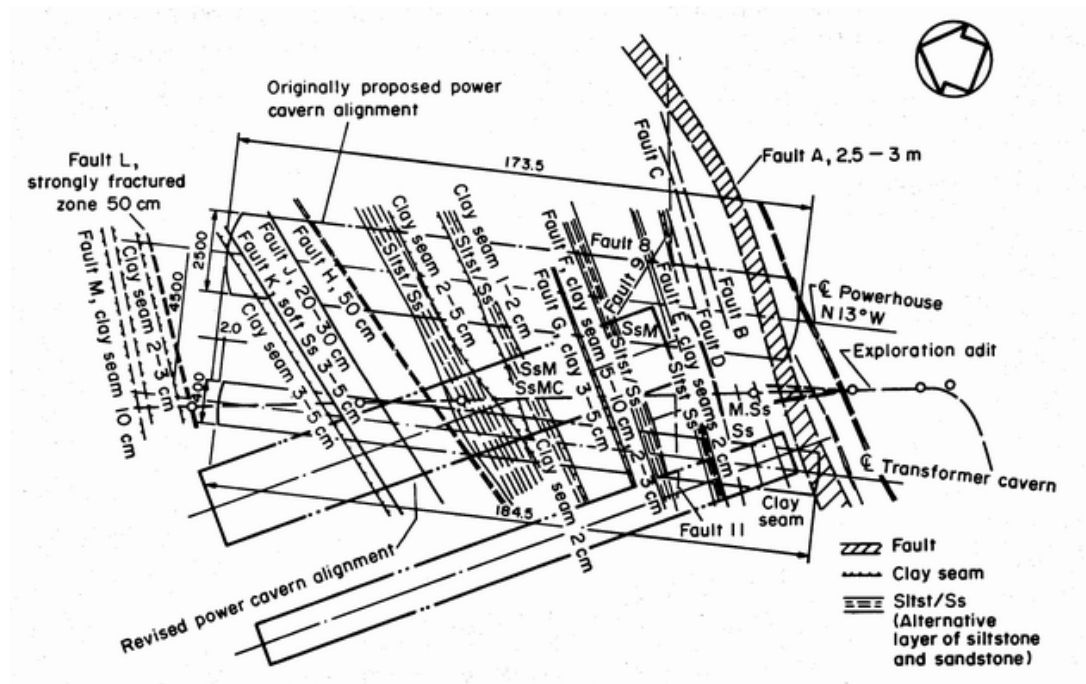 Originally proposed power
cavern alignment
Fault L,
strongly fractured
zone 50 cm
173.5
Fault A, 2.5 – 3 m
Fault C
Fault M, clay seam 10 cm
Clay seam 2 – 3 cm
4500
2500
2.0
Clay seam 3 – 5 cm
Fault K, soft Ss 3 – 5 cm
Fault J, 20 – 30 cm
Fault H, 50 cm
Sltst/Ss
Clay seam 2 – 5 cm
Sltst/Ss
Clay seam 1 – 2 cm
Fault G, clay 3 – 5 cm
Fault F, clay seam 5 – 10 cm
Sltst/Ss
2 – 3 cm
Fault 8
Fault 9
Fault E, clay seams 2 cm
Sltst Ss
Fault D
Fault B
SsM
SsM
SsMC
M.Ss
Ss
℄ Powerhouse
N 13° W
Exploration adit
℄ Transformer cavern
Clay
seam
Fault 11
Clay seam 2 cm
184.5
Revised power cavern alignment
Fault
Clay seam
Sltst/Ss
(Alternative
layer of siltstone
and sandstone)